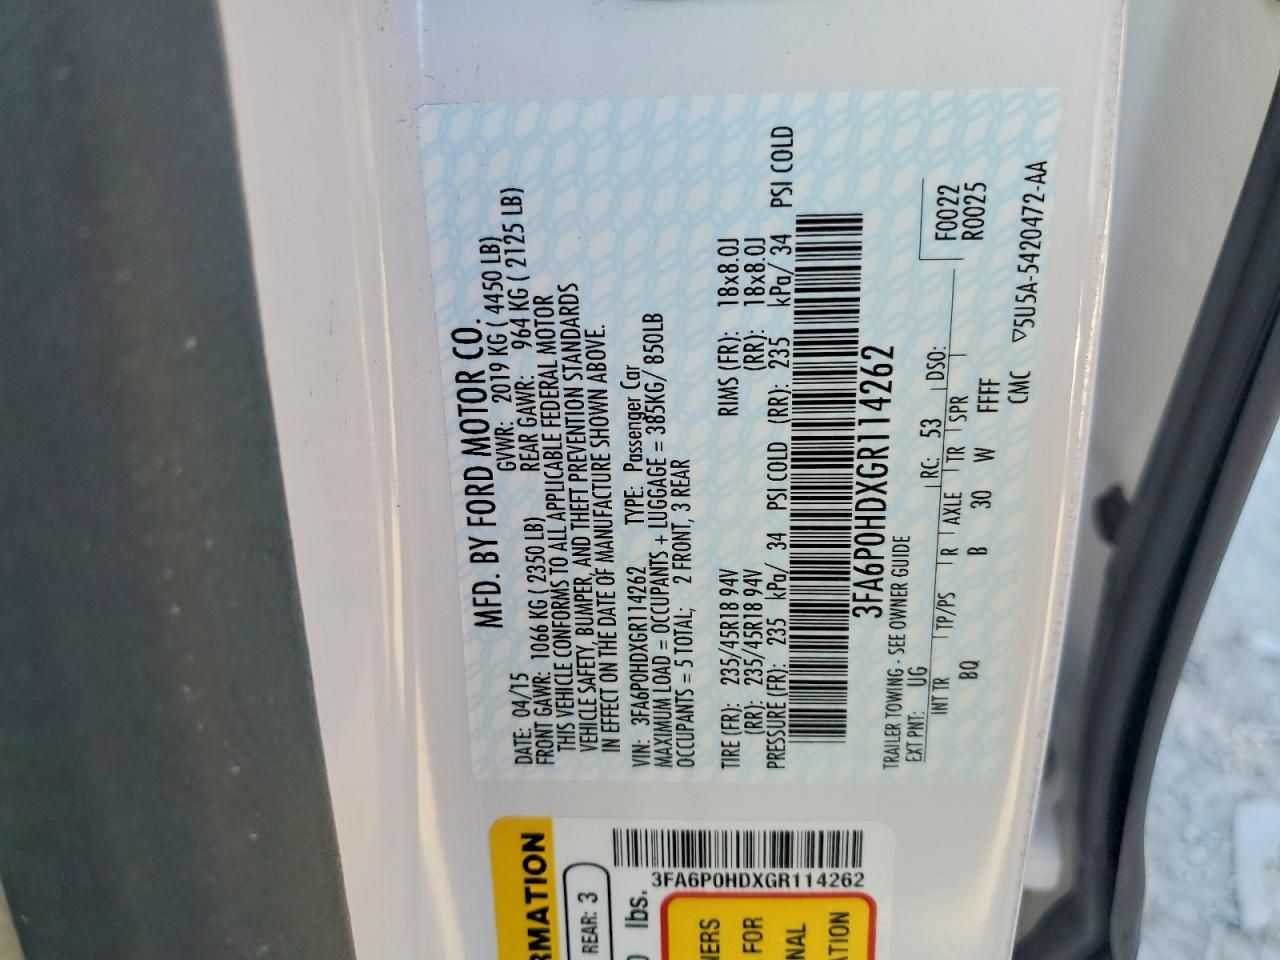 MFD. BY FORD MOTOR CO.
DATE: 04/15 GVWR: 2019 KG ( 4450 LB)
FRONT GAWR: 1066 KG ( 2350 LB) REAR GAWR: 964 KG ( 2125 LB)
THIS VEHICLE CONFORMS TO ALL APPLICABLE FEDERAL MOTOR
VEHICLE SAFETY, BUMPER, AND THEFT PREVENTION STANDARDS
IN EFFECT ON THE DATE OF MANUFACTURE SHOWN ABOVE.
VIN: 3FA6P0HDXGR114262 TYPE: Passenger Car
MAXIMUM LOAD = OCCUPANTS + LUGGAGE = 385KG/ 850LB
OCCUPANTS = 5 TOTAL; 2 FRONT, 3 REAR
TIRE (FR): 235/45R18 94V RIMS (FR): 18x8.0J
(RR): 235/45R18 94V (RR): 18x8.0J
PRESSURE (FR): 235 kPa/ 34 PSI COLD (RR): 235 kPa/ 34 PSI COLD
3FA6P0HDXGR114262
TRAILER TOWING - SEE OWNER GUIDE
EXT PNT: UG RC: 53 DSO: F0022
R0025
INT TR TP/PS R AXLE TR SPR
BQ B 30 W FFFF
CMC ▽5U5A-5420472-AA
RMATION
REAR: 3
lbs.
3FA6P0HDXGR114262
NERS
FOR
NAL
TION